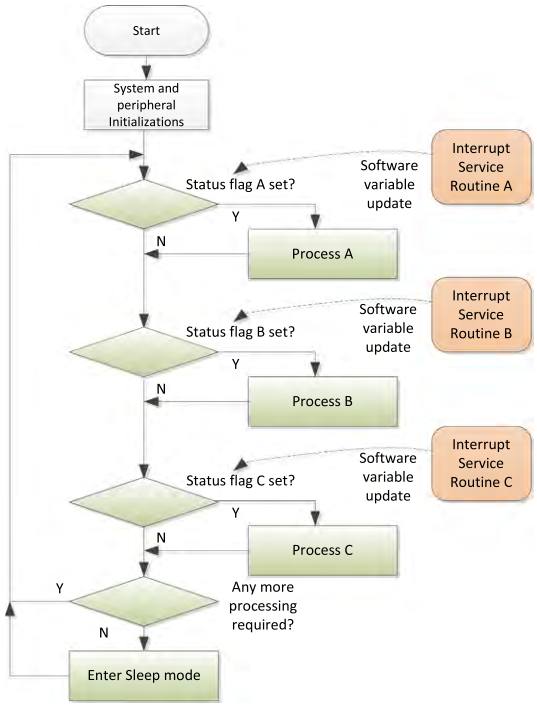 Start
System and
peripheral
Initializations
Interrupt
Service
Routine A
Software
variable
update
Status flag A set?
Y
N
Process A
Interrupt
Service
Routine B
Software
variable
update
Status flag B set?
Y
N
Process B
Interrupt
Service
Routine C
Software
variable
update
Status flag C set?
Y
N
Process C
Any more
processing
required?
Y
N
Enter Sleep mode